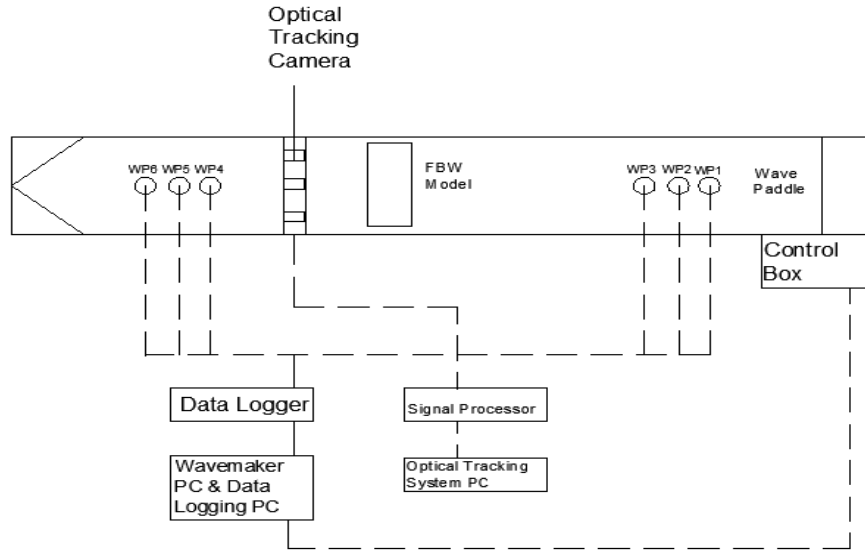 Optical
Tracking
Camera
WP6 WP5 WP4
FBW
Model
WP3 WP2 WP1
Wave
Paddle
Control
Box
Data Logger
Signal Processor
Wavemaker
PC & Data
Logging PC
Optical Tracking
System PC